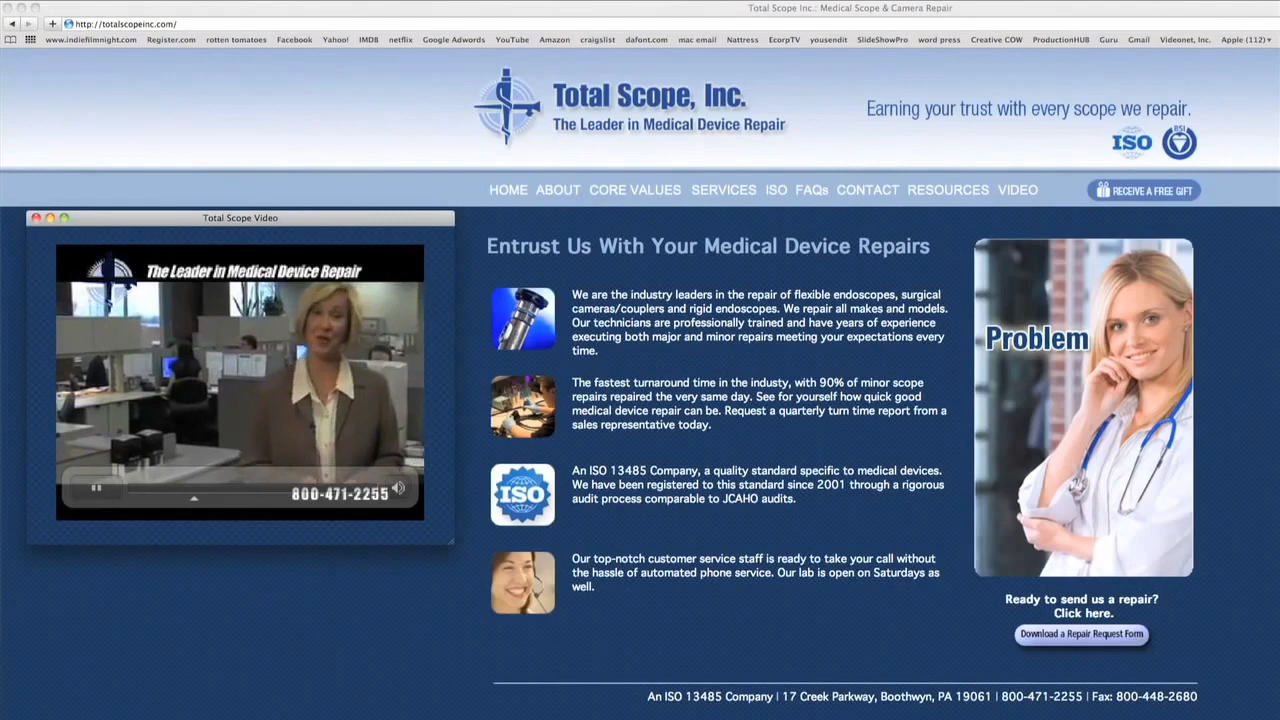 Total Scope Inc.: Medical Scope & Camera Repair
http://totalscopeinc.com/
www.indiefilmnight.com Register.com rotten tomatoes Facebook Yahoo! IMDB netflix Google Adwords YouTube Amazon craigslist dafont.com mac email Nattress EcorpTV yousendit SlideShowPro word press Creative COW ProductionHUB Guru Gmail Videonet, Inc. Apple (112)
Total Scope, Inc.
The Leader in Medical Device Repair
Earning your trust with every scope we repair.
ISO BSI
HOME ABOUT CORE VALUES SERVICES ISO FAQs CONTACT RESOURCES VIDEO
RECEIVE A FREE GIFT
Total Scope Video
The Leader in Medical Device Repair
800-471-2255
Entrust Us With Your Medical Device Repairs
We are the industry leaders in the repair of flexible endoscopes, surgical
cameras/couplers and rigid endoscopes. We repair all makes and models.
Our technicians are professionally trained and have years of experience
executing both major and minor repairs meeting your expectations every
time.
The fastest turnaround time in the industy, with 90% of minor scope
repairs repaired the very same day. See for yourself how quick good
medical device repair can be. Request a quarterly turn time report from a
sales representative today.
ISO
An ISO 13485 Company, a quality standard specific to medical devices.
We have been registered to this standard since 2001 through a rigorous
audit process comparable to JCAHO audits.
Our top-notch customer service staff is ready to take your call without
the hassle of automated phone service. Our lab is open on Saturdays as
well.
Problem
Ready to send us a repair?
Click here.
Download a Repair Request Form
An ISO 13485 Company | 17 Creek Parkway, Boothwyn, PA 19061 | 800-471-2255 | Fax: 800-448-2680